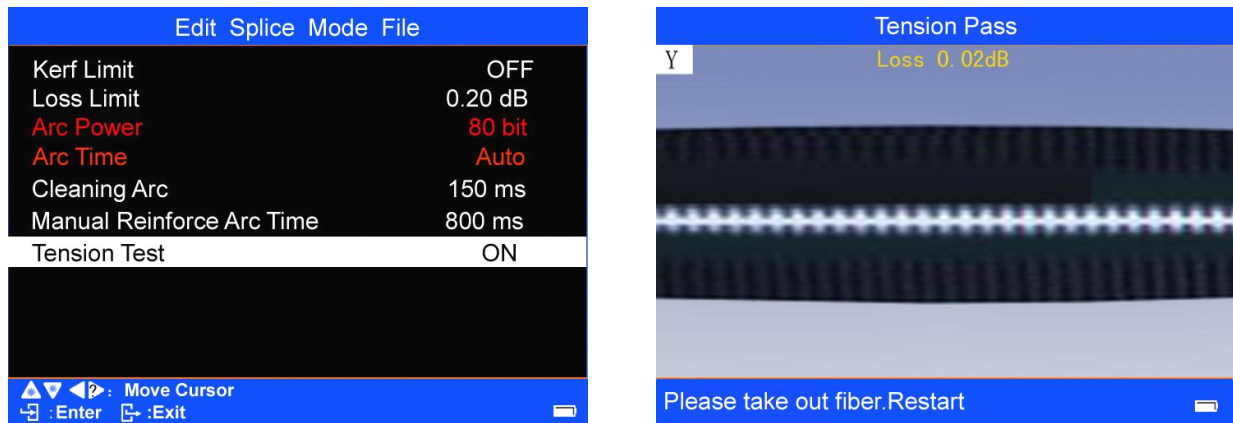 Edit Splice Mode File
Kerf Limit OFF
Loss Limit 0.20 dB
Arc Power 80 bit
Arc Time Auto
Cleaning Arc 150 ms
Manual Reinforce Arc Time 800 ms
Tension Test ON
?: Move Cursor
:Enter :Exit
Tension Pass
Y
Loss 0.02dB
Please take out fiber.Restart